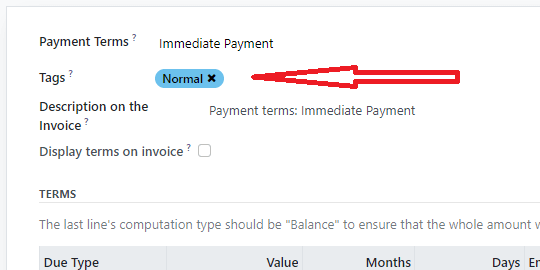 Payment Terms ? Immediate Payment
Tags ? Normal ✖
Description on the Payment terms: Immediate Payment
Invoice ?
Display terms on invoice ?
TERMS
The last line's computation type should be "Balance" to ensure that the whole amount
Due Type Value Months Days